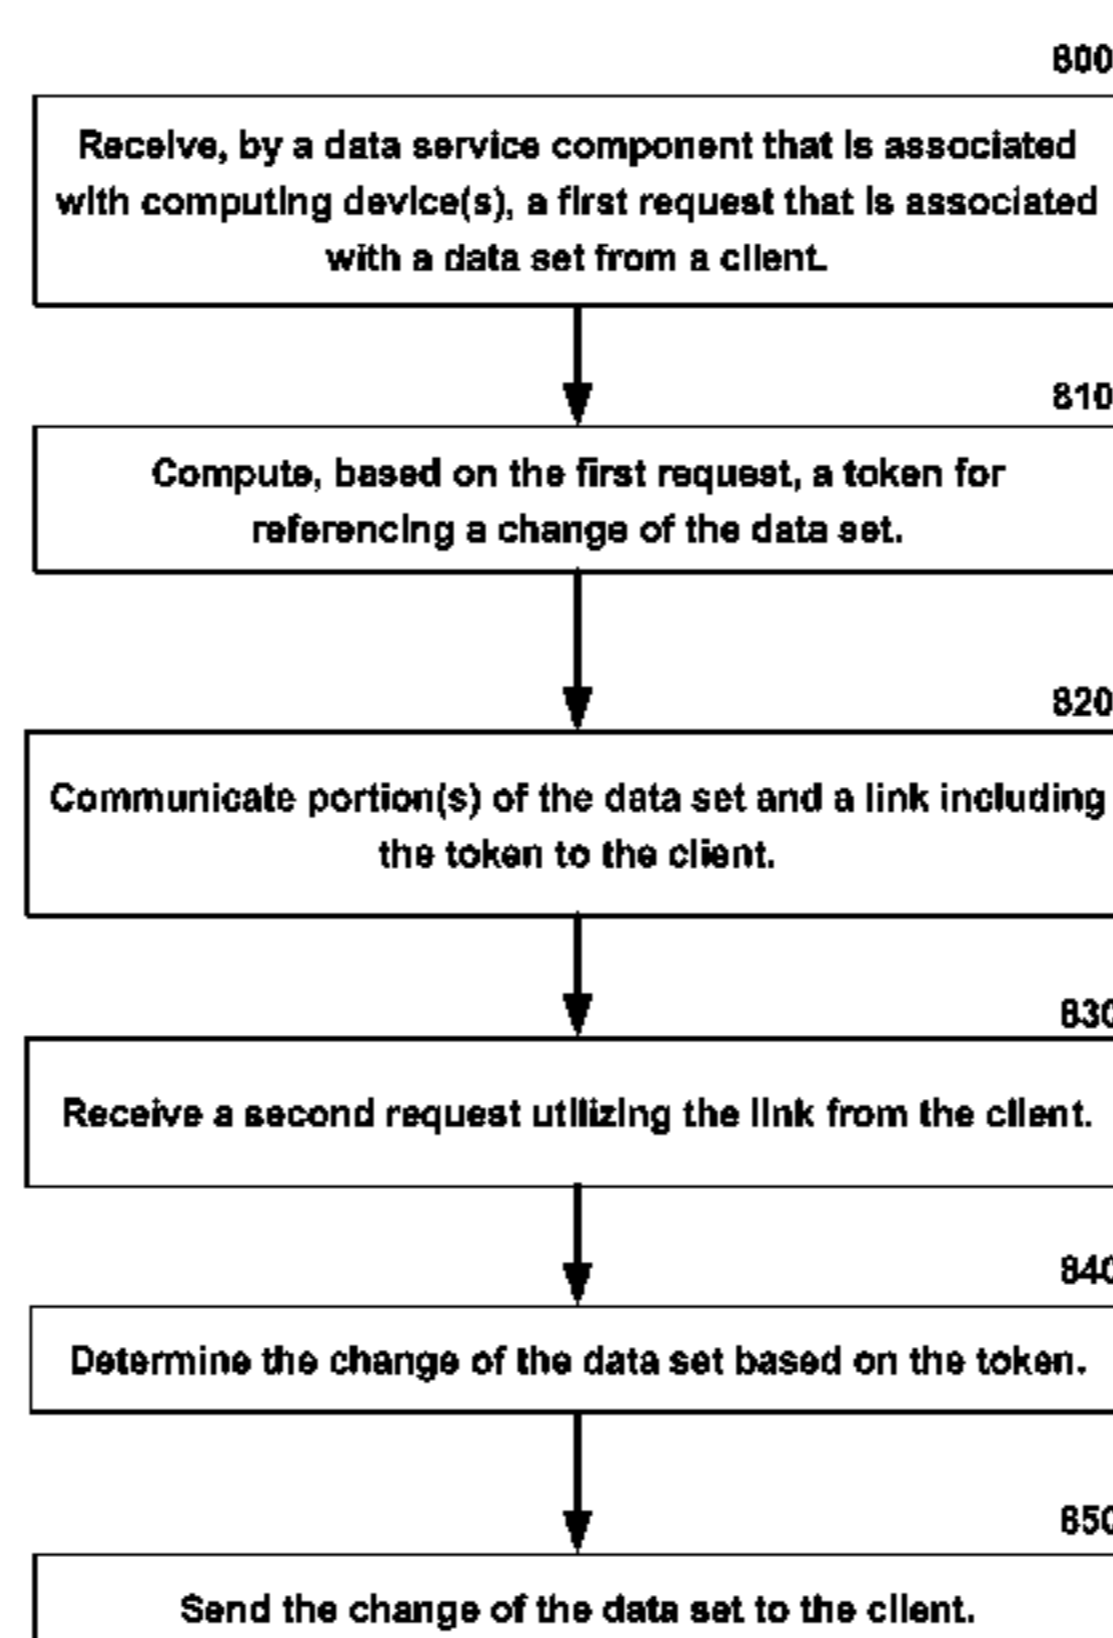 800
Receive, by a data service component that is associated
with computing device(s), a first request that is associated
with a data set from a client.
810
Compute, based on the first request, a token for
referencing a change of the data set.
820
Communicate portion(s) of the data set and a link including
the token to the client.
830
Receive a second request utilizing the link from the client.
840
Determine the change of the data set based on the token.
850
Send the change of the data set to the client.